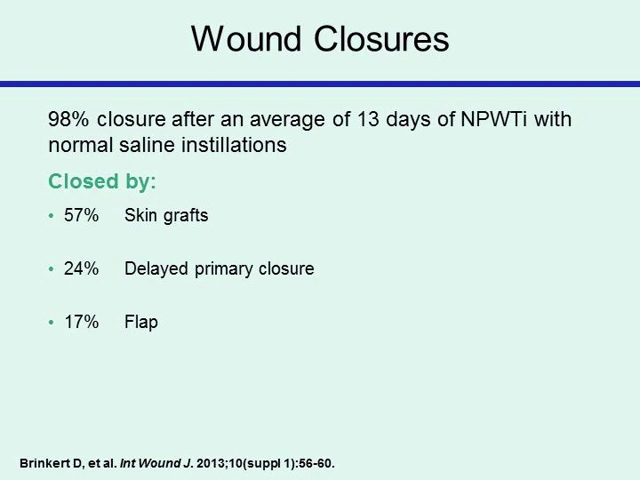 Wound Closures
98% closure after an average of 13 days of NPWTi with
normal saline instillations
Closed by:
• 57% Skin grafts
• 24% Delayed primary closure
• 17% Flap
Brinkert D, et al. Int Wound J. 2013;10(suppl 1):56-60.